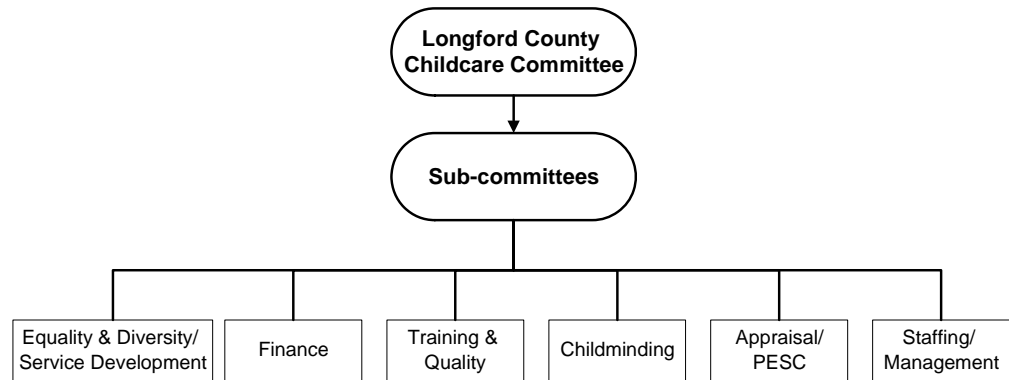 Longford County
Childcare Committee
Sub-committees
Equality & Diversity/
Service Development
Finance
Training &
Quality
Childminding
Appraisal/
PESC
Staffing/
Management